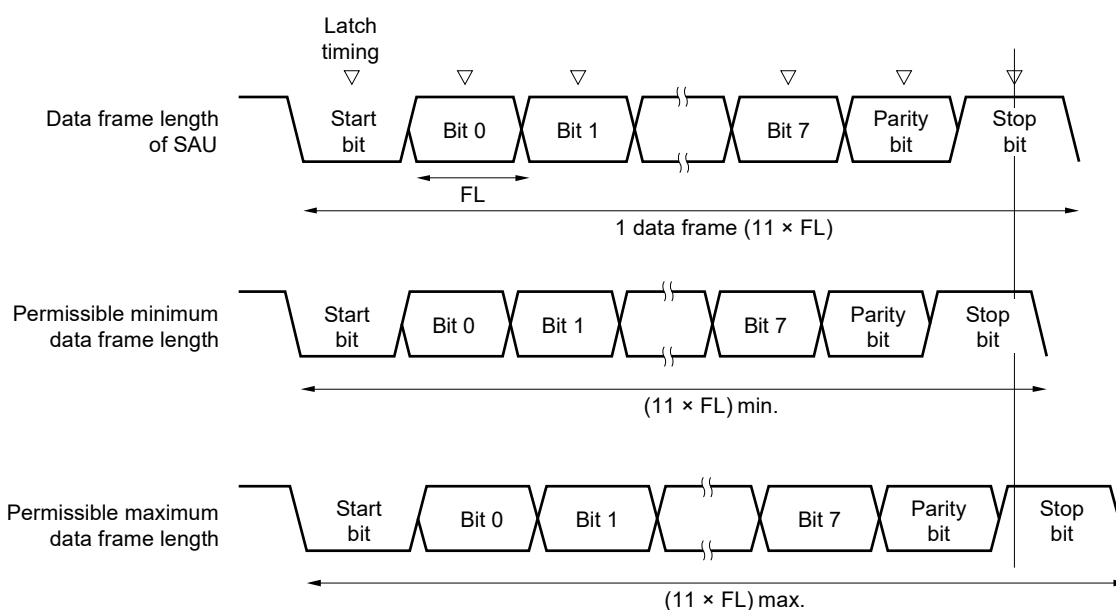 Latch
timing
Data frame length
of SAU
Start
bit
Bit 0
Bit 1
Bit 7
Parity
bit
Stop
bit
FL
1 data frame (11 × FL)
Permissible minimum
data frame length
Start
bit
Bit 0
Bit 1
Bit 7
Parity
bit
Stop
bit
(11 × FL) min.
Permissible maximum
data frame length
Start
bit
Bit 0
Bit 1
Bit 7
Parity
bit
Stop
bit
(11 × FL) max.